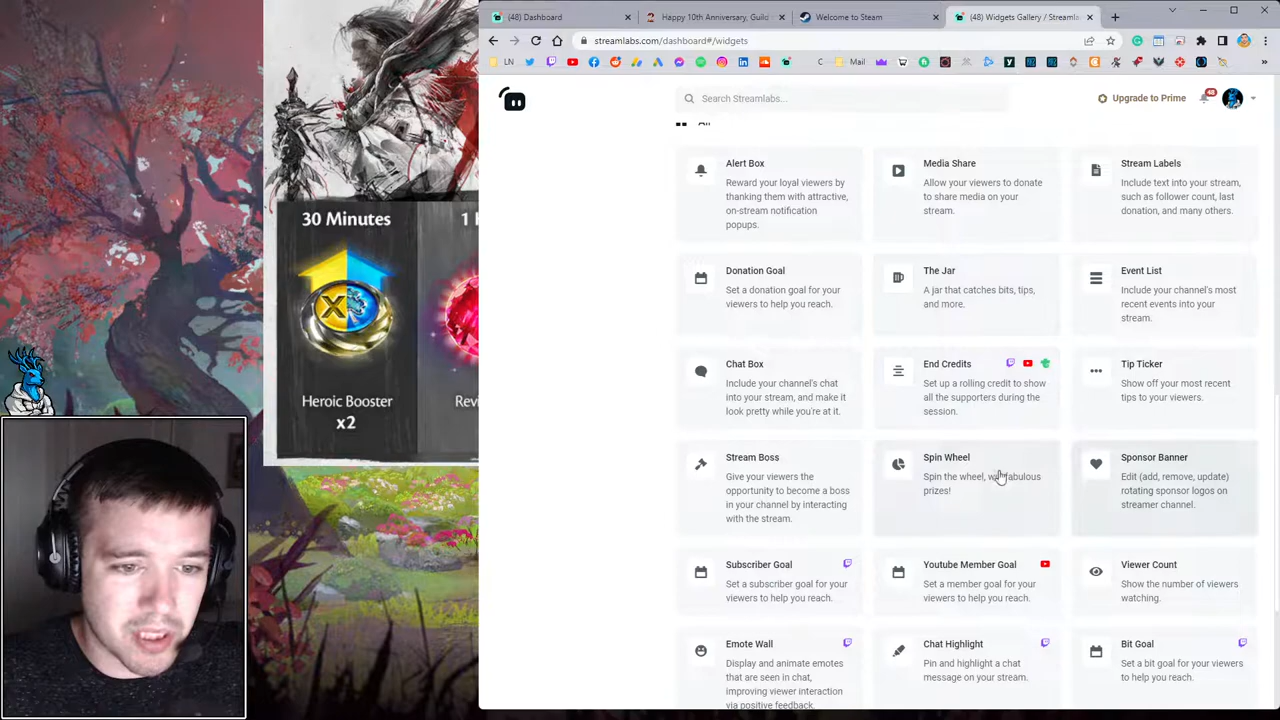 (48) Dashboard
Happy 10th Anniversary, Guild
Welcome to Steam
(48) Widgets Gallery / Streamla
streamlabs.com/dashboard#/widgets
LN
C
Mail
Search Streamlabs...
Upgrade to Prime
48
All
Alert Box
Reward your loyal viewers by
thanking them with attractive,
on-stream notification
popups.
Media Share
Allow your viewers to donate
to share media on your
stream.
Stream Labels
Include text into your stream,
such as follower count, last
donation, and many others.
Donation Goal
Set a donation goal for your
viewers to help you reach.
The Jar
A jar that catches bits, tips,
and more.
Event List
Include your channel's most
recent events into your
stream.
Chat Box
Include your channel's chat
into your stream, and make it
look pretty while you're at it.
End Credits
Set up a rolling credit to show
all the supporters during the
session.
Tip Ticker
Show off your most recent
tips to your viewers.
Stream Boss
Give your viewers the
opportunity to become a boss
in your channel by interacting
with the stream.
Spin Wheel
Spin the wheel, fabulous
prizes!
Sponsor Banner
Edit (add, remove, update)
rotating sponsor logos on
streamer channel.
Subscriber Goal
Set a subscriber goal for your
viewers to help you reach.
Youtube Member Goal
Set a member goal for your
viewers to help you reach.
Viewer Count
Show the number of viewers
watching.
Emote Wall
Display and animate emotes
that are seen in chat,
improving viewer interaction
via positive feedback.
Chat Highlight
Pin and highlight a chat
message on your stream.
Bit Goal
Set a bit goal for your viewers
to help you reach.
30 Minutes
Heroic Booster
x2
1
Revi